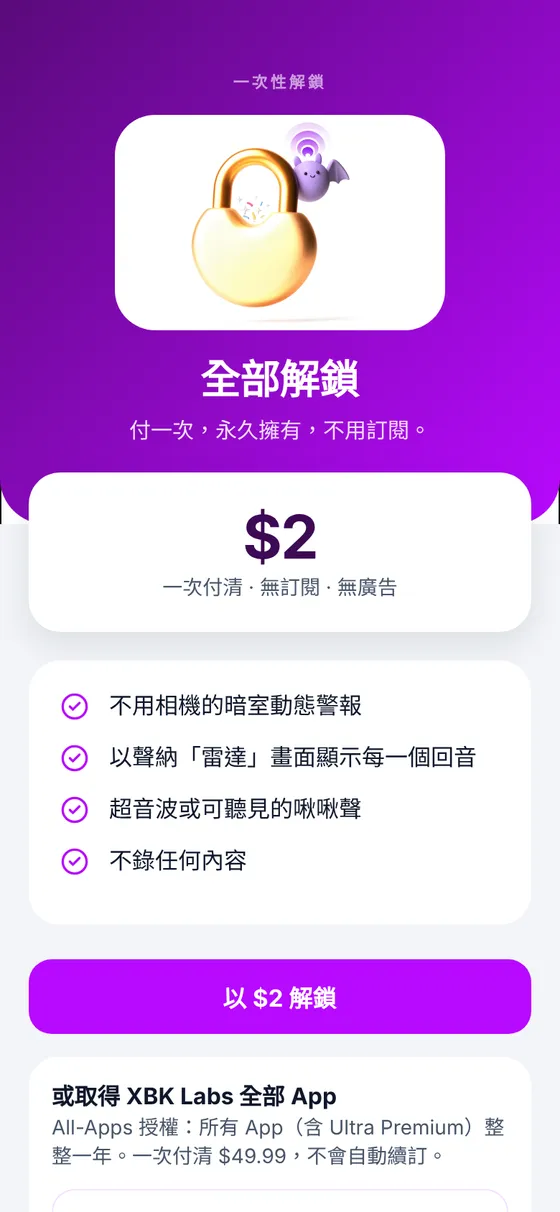 一次性解鎖
全部解鎖
付一次，永久擁有，不用訂閱。
$2
一次付清 · 無訂閱 · 無廣告
不用相機的暗室動態警報
以聲納「雷達」畫面顯示每一個回音
超音波或可聽見的啾啾聲
不錄任何內容
以 $2 解鎖
或取得 XBK Labs 全部 App
All-Apps 授權：所有 App（含 Ultra Premium）整
整一年。一次付清 $49.99，不會自動續訂。